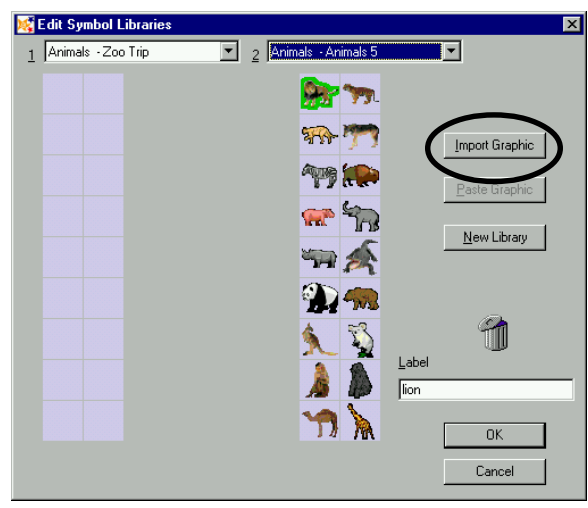 Edit Symbol Libraries
1 Animals - Zoo Trip 2 Animals - Animals 5
Import Graphic
Paste Graphic
New Library
Label
lion
OK
Cancel